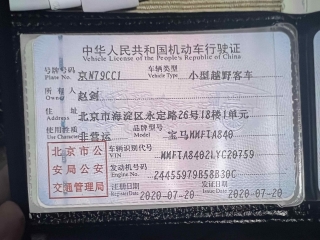 中华人民共和国机动车行驶证
Vehicle License of the People's Republic of China
号牌号码 Plate No. 京N79CC1 车辆类型 Vehicle Type 小型越野客车
所有人 Owner 赵剑
住址 Address 北京市海淀区永定路26号18楼1单元
使用性质 Use Character 非营运 品牌型号 Model 宝马WMFTA840
北京市公安局公安交通管理局
车辆识别代号 VIN
发动机号码 Engine No. Z4455979B58B30C
注册日期 Register Date 2020-07-20 发证日期 Issue Date 2020-07-20